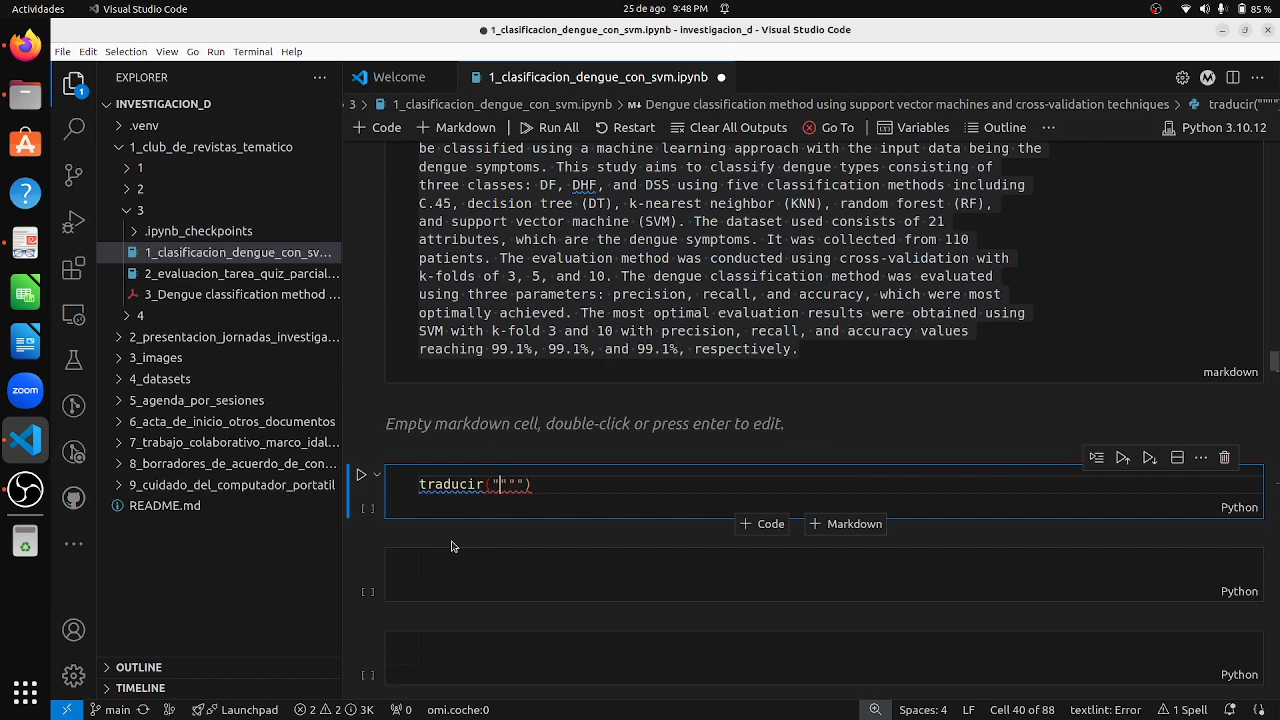 Actividades
Visual Studio Code
25 de ago 9:48 PM
85 %
● 1_clasificacion_dengue_con_svm.ipynb - investigacion_d - Visual Studio Code
File Edit Selection View Go Run Terminal Help
EXPLORER
Welcome
1_clasificacion_dengue_con_svm.ipynb
INVESTIGACION_D
3 > 1_clasificacion_dengue_con_svm.ipynb > Dengue classification method using support vector machines and cross-validation techniques > traducir("""")
+ Code + Markdown Run All Restart Clear All Outputs Go To Variables Outline ... Python 3.10.12
.venv
1_club_de_revistas_tematico
1
2
3
.ipynb_checkpoints
1_clasificacion_dengue_con_sv...
2_evaluacion_tarea_quiz_parcial...
3_Dengue classification method ...
4
2_presentacion_jornadas_investiga...
3_images
4_datasets
5_agenda_por_sesiones
6_acta_de_inicio_otros_documentos
7_trabajo_colaborativo_marco_idal...
8_borradores_de_acuerdo_de_con...
9_cuidado_del_computador_portatil
README.md
OUTLINE
TIMELINE
be classified using a machine learning approach with the input data being the
dengue symptoms. This study aims to classify dengue types consisting of
three classes: DF, DHF, and DSS using five classification methods including
C.45, decision tree (DT), k-nearest neighbor (KNN), random forest (RF),
and support vector machine (SVM). The dataset used consists of 21
attributes, which are the dengue symptoms. It was collected from 110
patients. The evaluation method was conducted using cross-validation with
k-folds of 3, 5, and 10. The dengue classification method was evaluated
using three parameters: precision, recall, and accuracy, which were most
optimally achieved. The most optimal evaluation results were obtained using
SVM with k-fold 3 and 10 with precision, recall, and accuracy values
reaching 99.1%, 99.1%, and 99.1%, respectively.
markdown
Empty markdown cell, double-click or press enter to edit.
traducir("""")
[ ] Python
+ Code + Markdown
[ ] Python
[ ] Python
zoom
1
main Launchpad 2 2 3K 0 omi.coche:0 Spaces: 4 LF Cell 40 of 88 textlint: Error 1 Spell